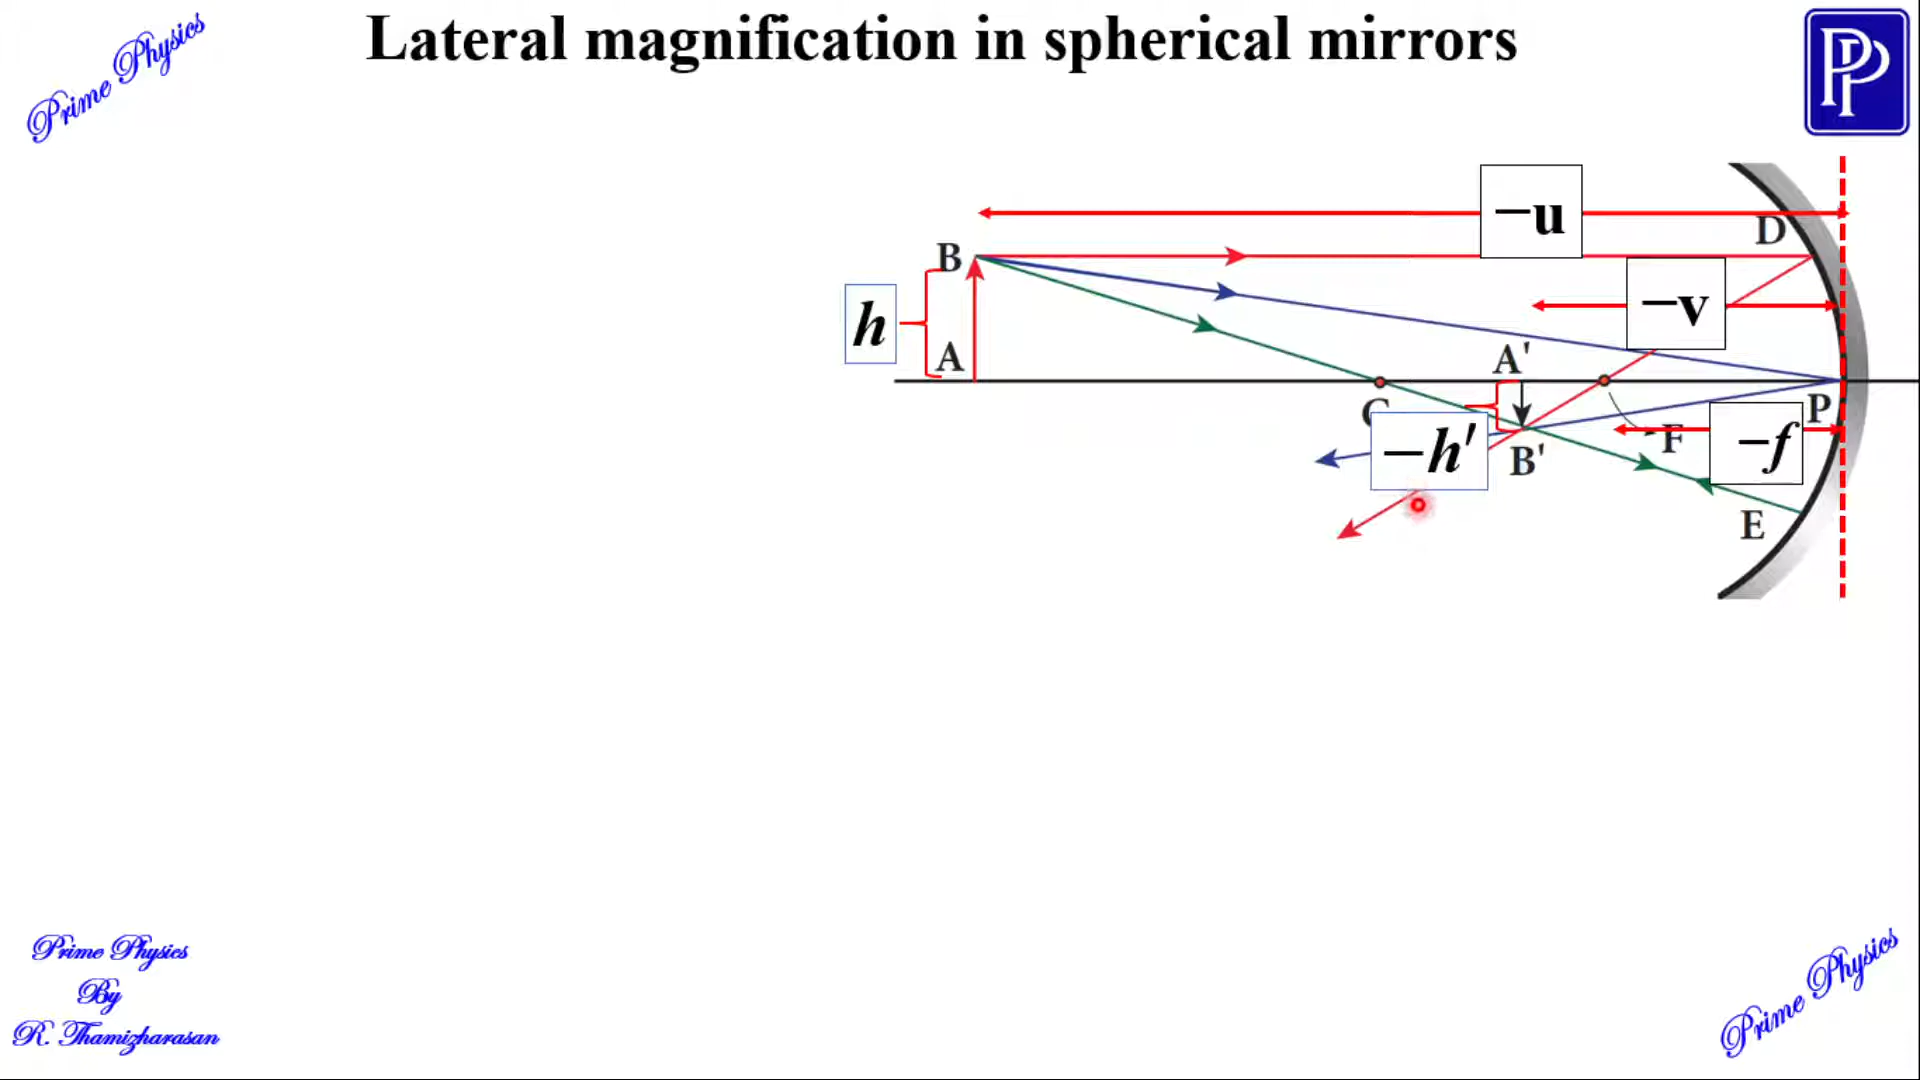 Lateral magnification in spherical mirrors
Prime Physics
PP
−u
D
B
−v
h
A
A'
C
P
−h′
B'
F
−f
E
Prime Physics
By
R. Thamizharasan
Prime Physics